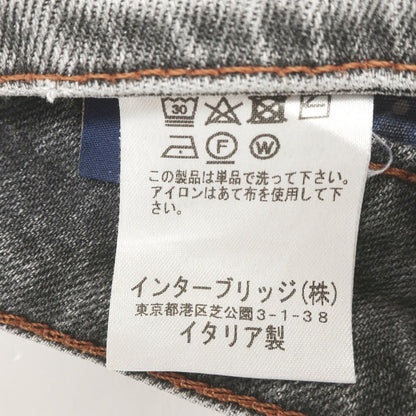 30
F W
この製品は単品で洗って下さい。
アイロンはあて布を使用して下
さい。
インターブリッジ(株)
東京都港区芝公園3-1-38
イタリア製